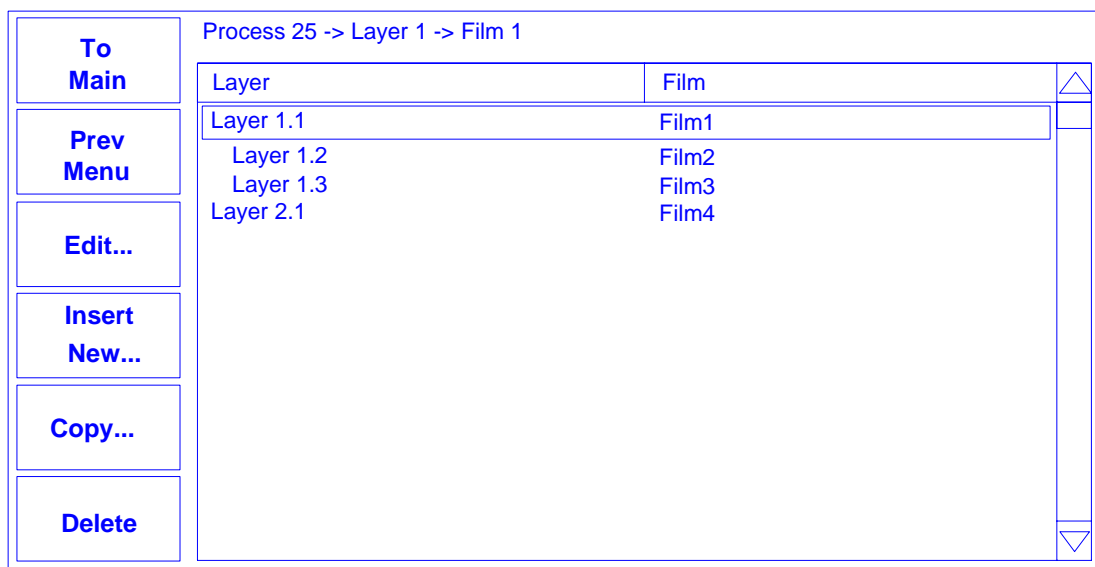 To
Main
Prev
Menu
Edit...
Insert
New...
Copy...
Delete
Process 25 -> Layer 1 -> Film 1
Layer Film
Layer 1.1 Film1
Layer 1.2 Film2
Layer 1.3 Film3
Layer 2.1 Film4